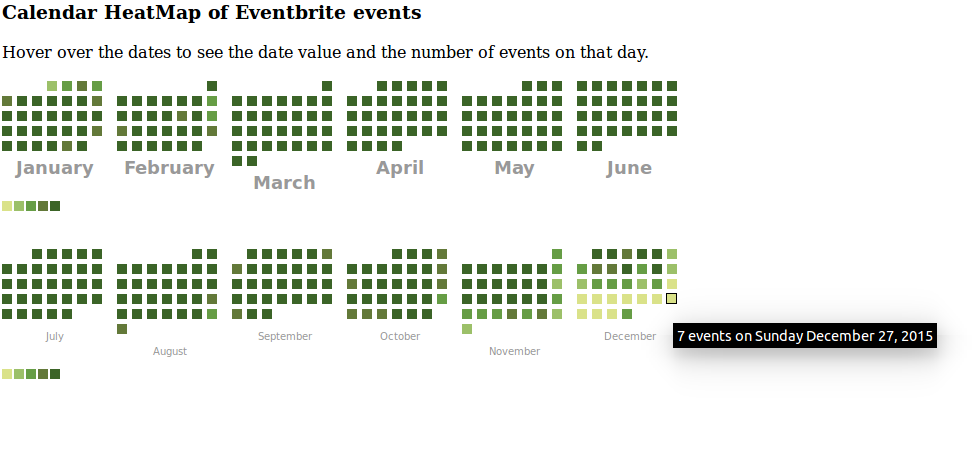 Calendar HeatMap of Eventbrite events
Hover over the dates to see the date value and the number of events on that day.
January February March April May June
July August September October November December
7 events on Sunday December 27, 2015